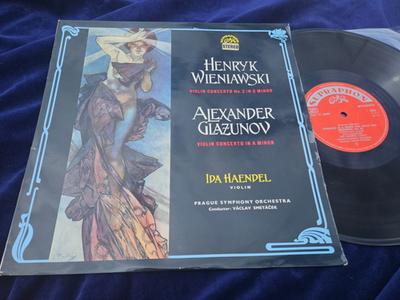 STEREO
HENRYK
WIENIAWSKI
VIOLIN CONCERTO No. 2 IN D MINOR
ALEXANDER
GLAZUNOV
VIOLIN CONCERTO IN A MINOR
IDA HAENDEL
VIOLIN
PRAGUE SYMPHONY ORCHESTRA
Conductor: VÁCLAV SMETÁČEK
SUPRAPHON